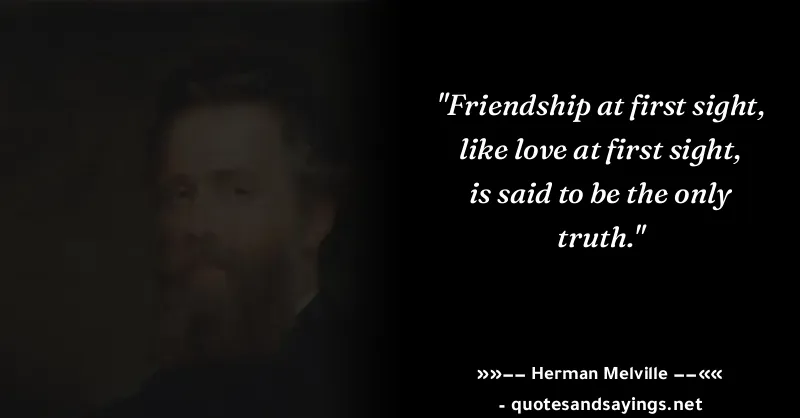 "Friendship at first sight,
like love at first sight,
is said to be the only
truth."
»»–– Herman Melville ––««
- quotesandsayings.net